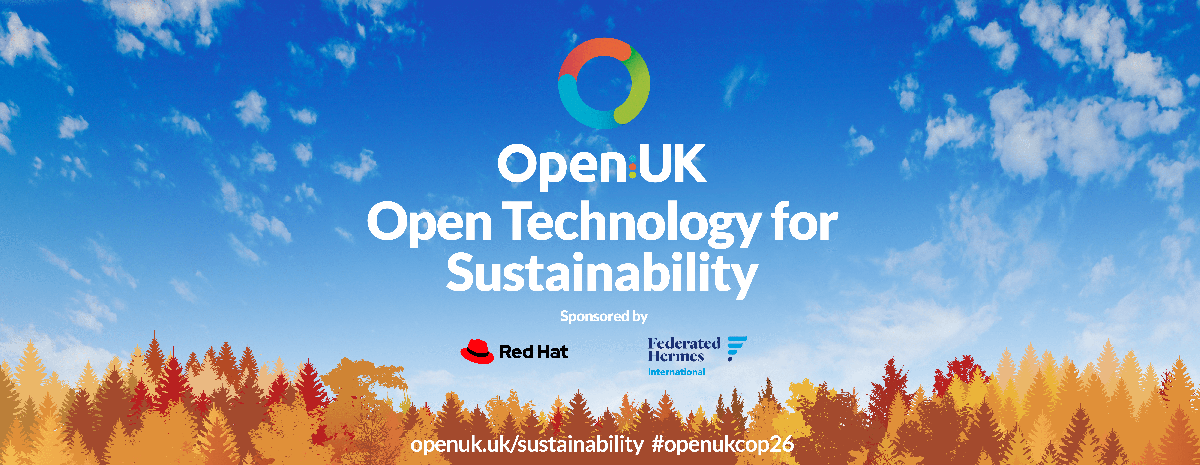 Open:UK
Open Technology for
Sustainability
Sponsored by
Red Hat
Federated
Hermes
International
openuk.uk/sustainability #openukcop26